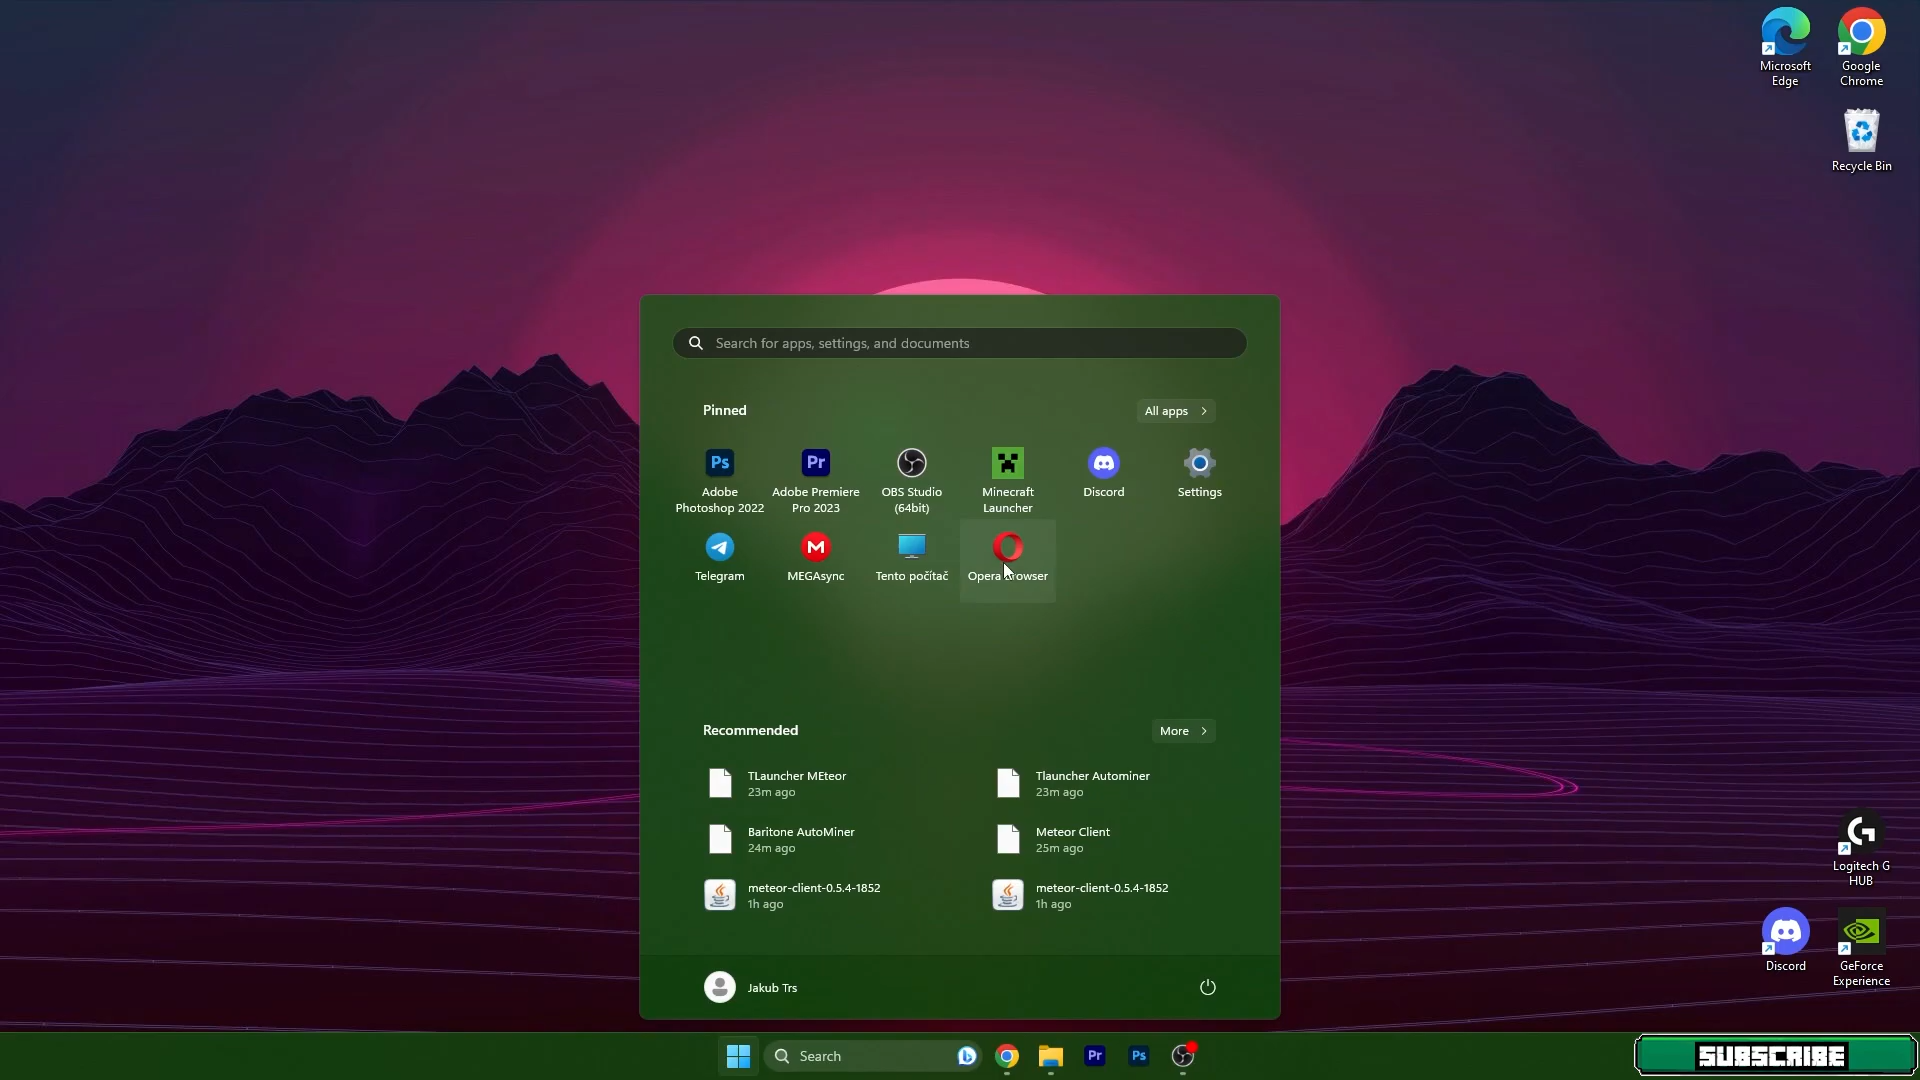 Microsoft
Edge
Google
Chrome
Recycle Bin
Search for apps, settings, and documents
Pinned
All apps
Ps
Adobe
Photoshop 2022
Pr
Adobe Premiere
Pro 2023
OBS Studio
(64bit)
Minecraft
Launcher
Discord
Settings
Telegram
M
MEGAsync
Tento počítač
Opera Browser
Recommended
More
TLauncher MEteor
23m ago
Tlauncher Autominer
23m ago
Baritone AutoMiner
24m ago
Meteor Client
25m ago
meteor-client-0.5.4-1852
1h ago
meteor-client-0.5.4-1852
1h ago
Jakub Trs
G
Logitech G
HUB
Discord
GeForce
Experience
Search
Pr
Ps
SUBSCRIBE